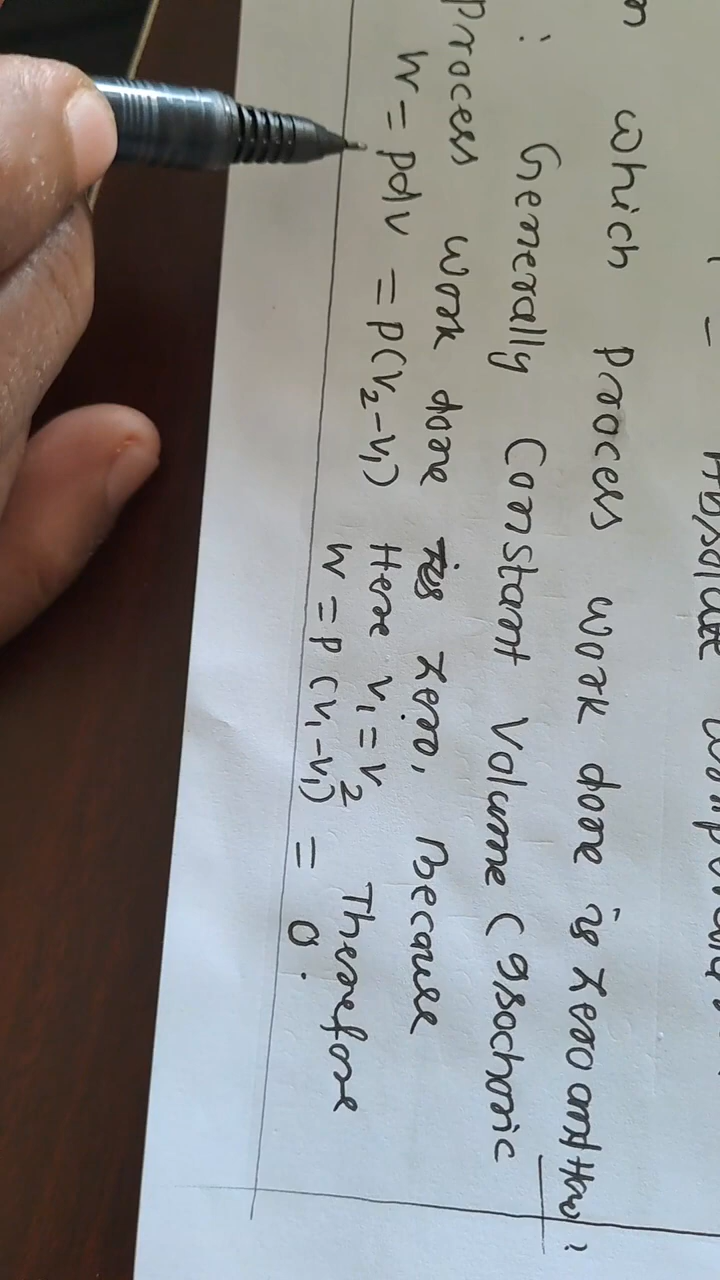 Absolute
n which process work done is zero and How?
: Generally Constant Volume (Isochoric
process work done is zero, Because
W = pdv = p(v2-v1) Here v1 = v2 Therefore
W = p (v1-v1) = 0.